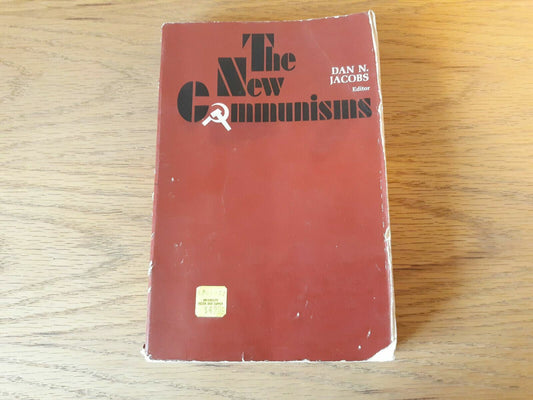 The
New
Communisms
DAN N.
JACOBS
Editor